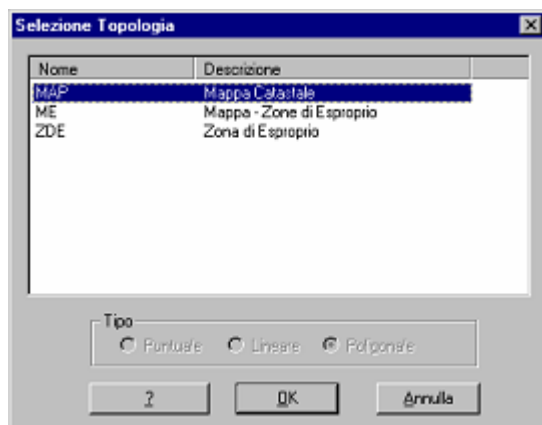 Selezione Topologia
Nome Descrizione
MAP Mappa Catastale
ME Mappa - Zone di Esproprio
ZDE Zona di Esproprio
Tipo
Puntuale Lineare Poligonale
? OK Annulla